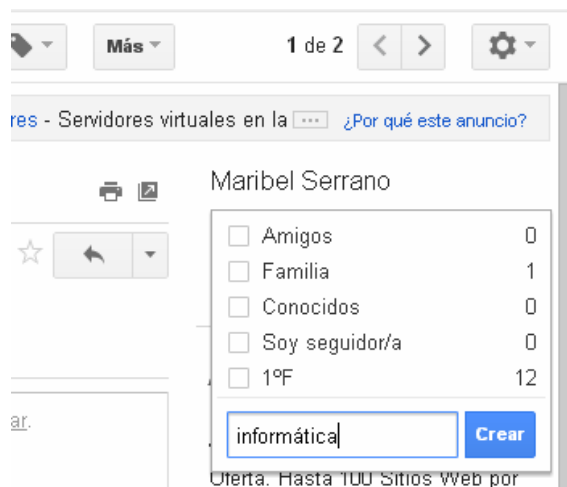 Más
1 de 2
res - Servidores virtuales en la ¿Por qué este anuncio?
Maribel Serrano
Amigos 0
Familia 1
Conocidos 0
Soy seguidor/a 0
1ºF 12
ar.
informática Crear
Oferta. Hasta 100 Sitios Web por